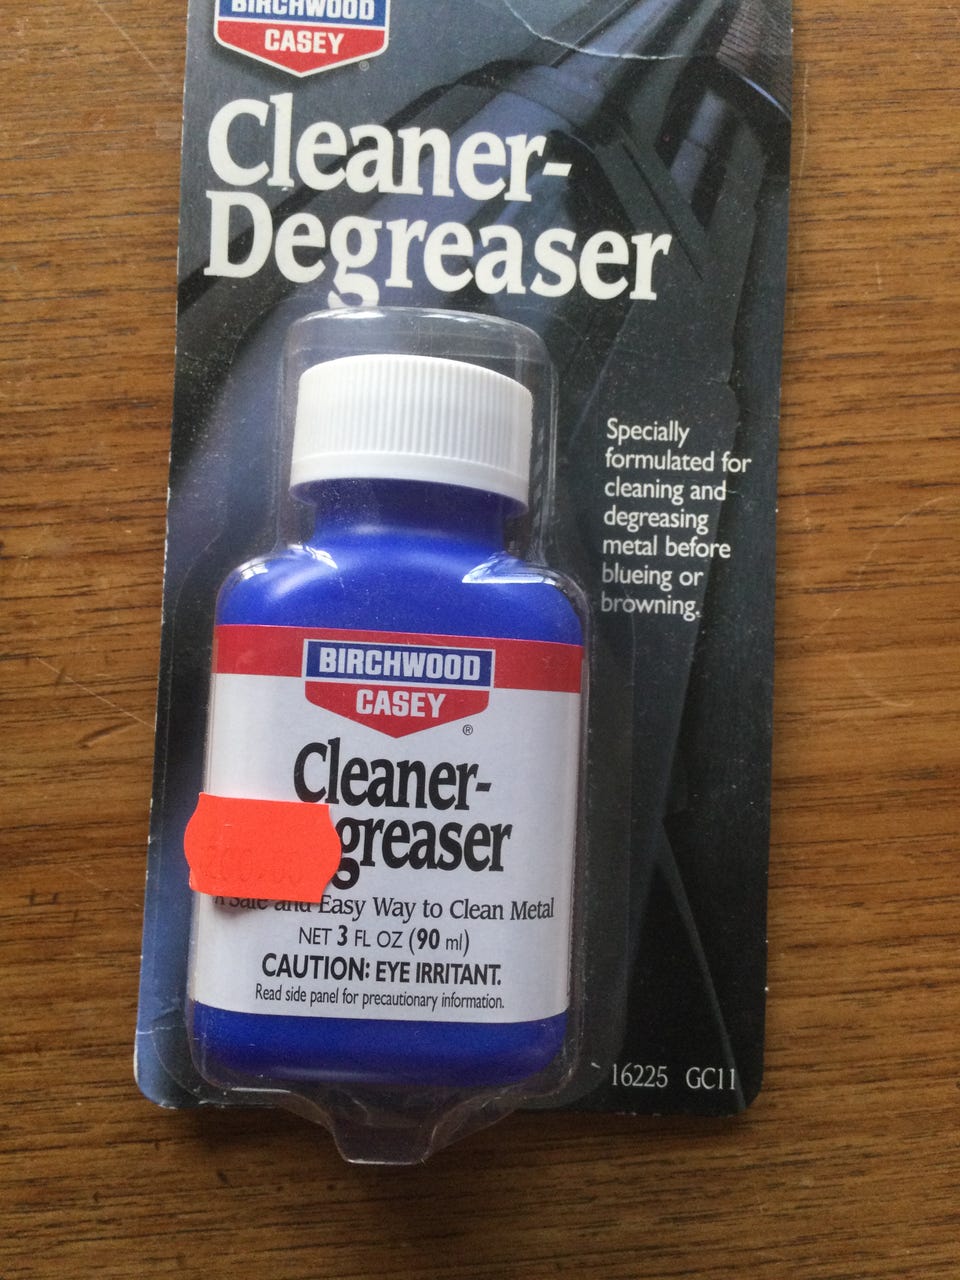 BIRCHWOOD
CASEY
®
Cleaner-
Degreaser
Specially
formulated for
cleaning and
degreasing
metal before
blueing or
browning.
BIRCHWOOD
CASEY
®
Cleaner-
greaser
A Safe and Easy Way to Clean Metal
NET 3 FL OZ (90 ml)
CAUTION: EYE IRRITANT.
Read side panel for precautionary information.
16225 GC11